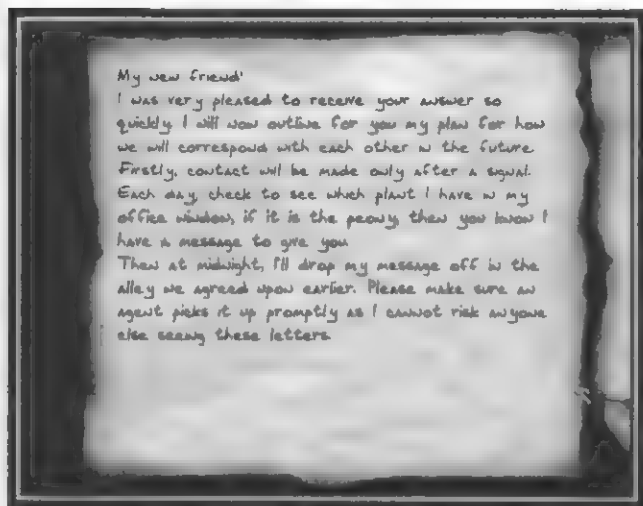 My new friend'
I was very pleased to receive your answer so
quickly. I will now outline for you my plan for how
we will correspond with each other in the future
Firstly, contact will be made only after a signal.
Each day, check to see which plant I have in my
office window, if it is the peony, then you know I
have a message to give you
Then at midnight, I'll drop my message off in the
alley we agreed upon earlier. Please make sure an
agent picks it up promptly as I cannot risk anyone
else seeing these letters